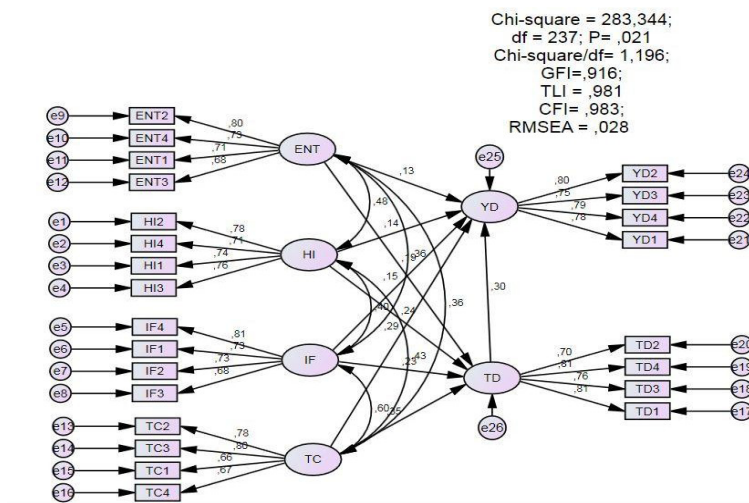 Chi-square = 283,344;
df = 237; P= ,021
Chi-square/df= 1,196;
GFI=,916;
TLI = ,981
CFI= ,983;
RMSEA = ,028
e9 ENT2 ,80
e10 ENT4 ,73
e11 ENT1 ,71
e12 ENT3 ,68
ENT
e25
,13
YD
,80 YD2 e24
,75 YD3 e23
,79 YD4 e22
,78 YD1 e21
,48
,14
e1 HI2 ,78
e2 HI4 ,71
e3 HI1 ,74
e4 HI3 ,76
HI
,15
,36
,30
,24
,29
e5 IF4 ,81
e6 IF1 ,73
e7 IF2 ,73
e8 IF3 ,68
IF
,43
,23
TD
,70 TD2 e20
,81 TD4 e19
,76 TD3 e18
,81 TD1 e17
e26
,60
e13 TC2 ,78
e14 TC3 ,80
e15 TC1 ,66
e16 TC4 ,67
TC